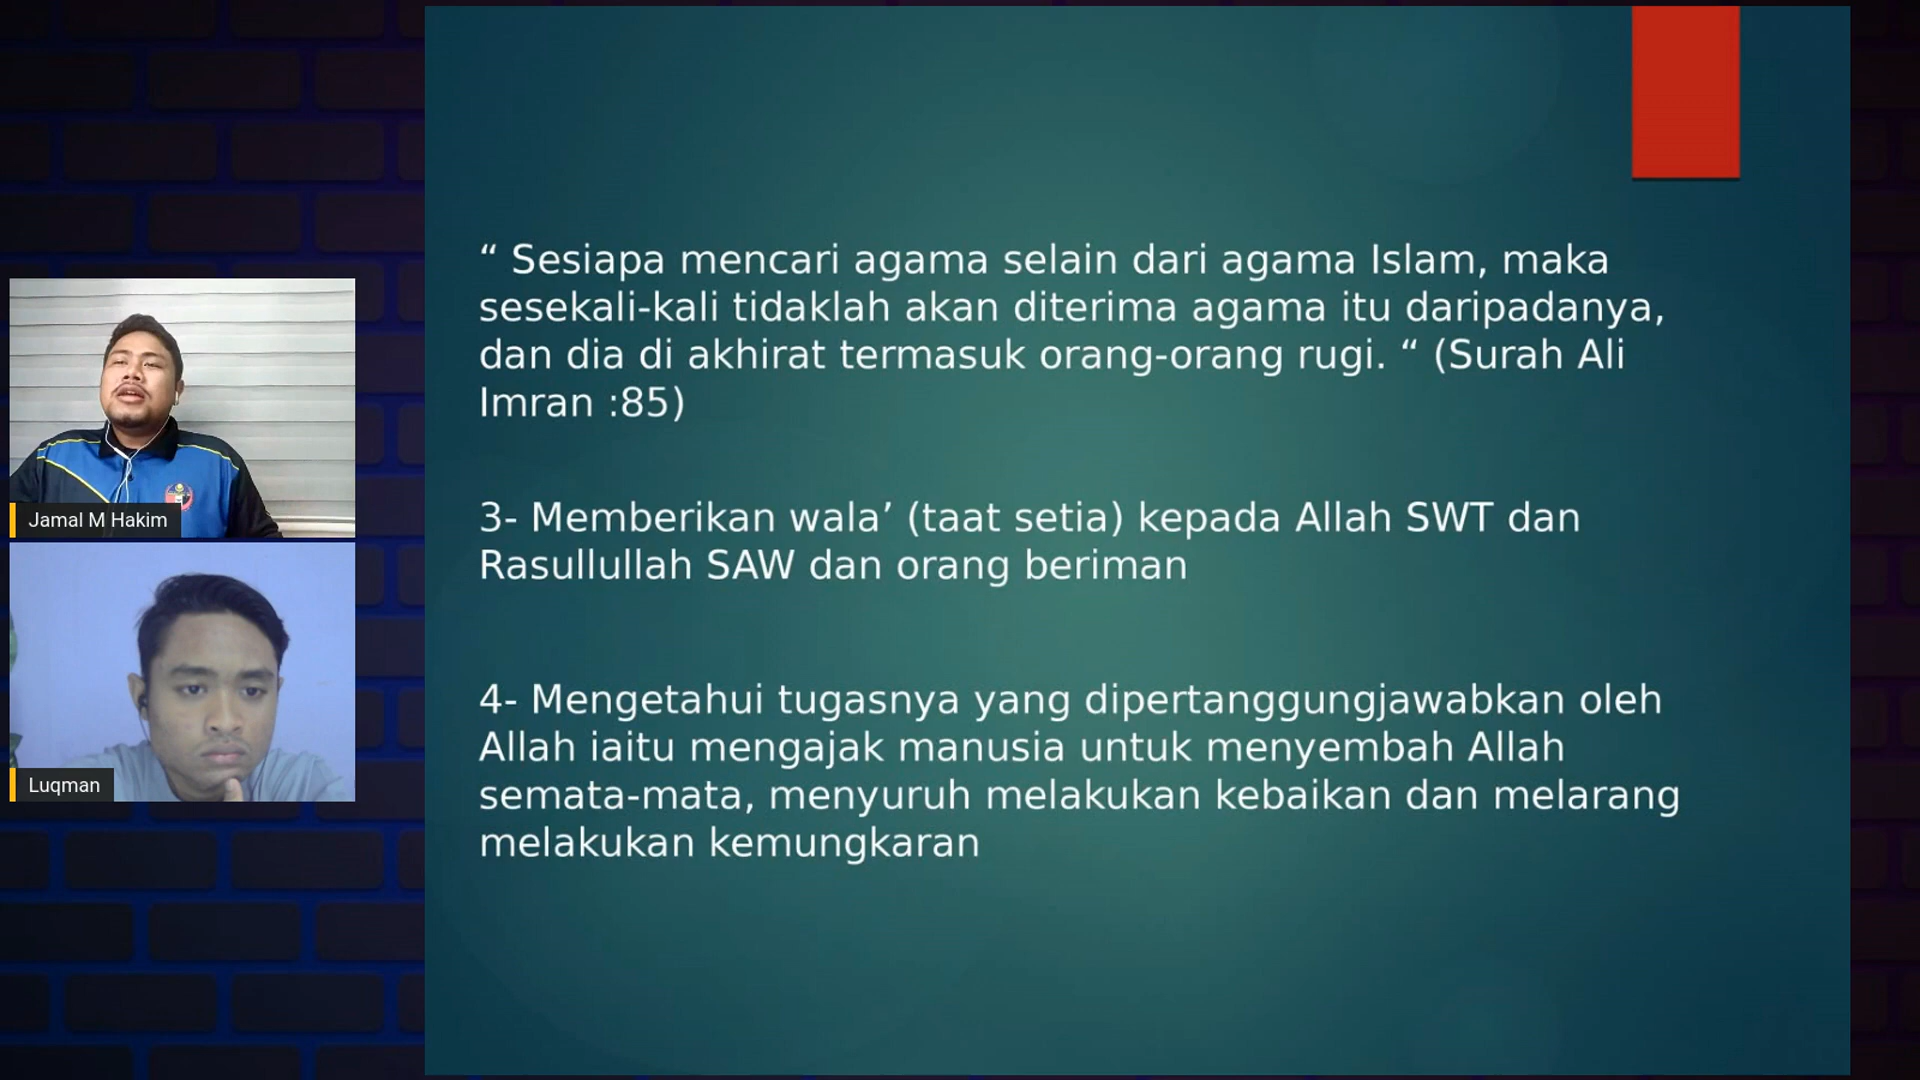 “ Sesiapa mencari agama selain dari agama Islam, maka
sesekali-kali tidaklah akan diterima agama itu daripadanya,
dan dia di akhirat termasuk orang-orang rugi. “ (Surah Ali
Imran :85)
3- Memberikan wala’ (taat setia) kepada Allah SWT dan
Rasullullah SAW dan orang beriman
4- Mengetahui tugasnya yang dipertanggungjawabkan oleh
Allah iaitu mengajak manusia untuk menyembah Allah
semata-mata, menyuruh melakukan kebaikan dan melarang
melakukan kemungkaran
Jamal M Hakim
Luqman